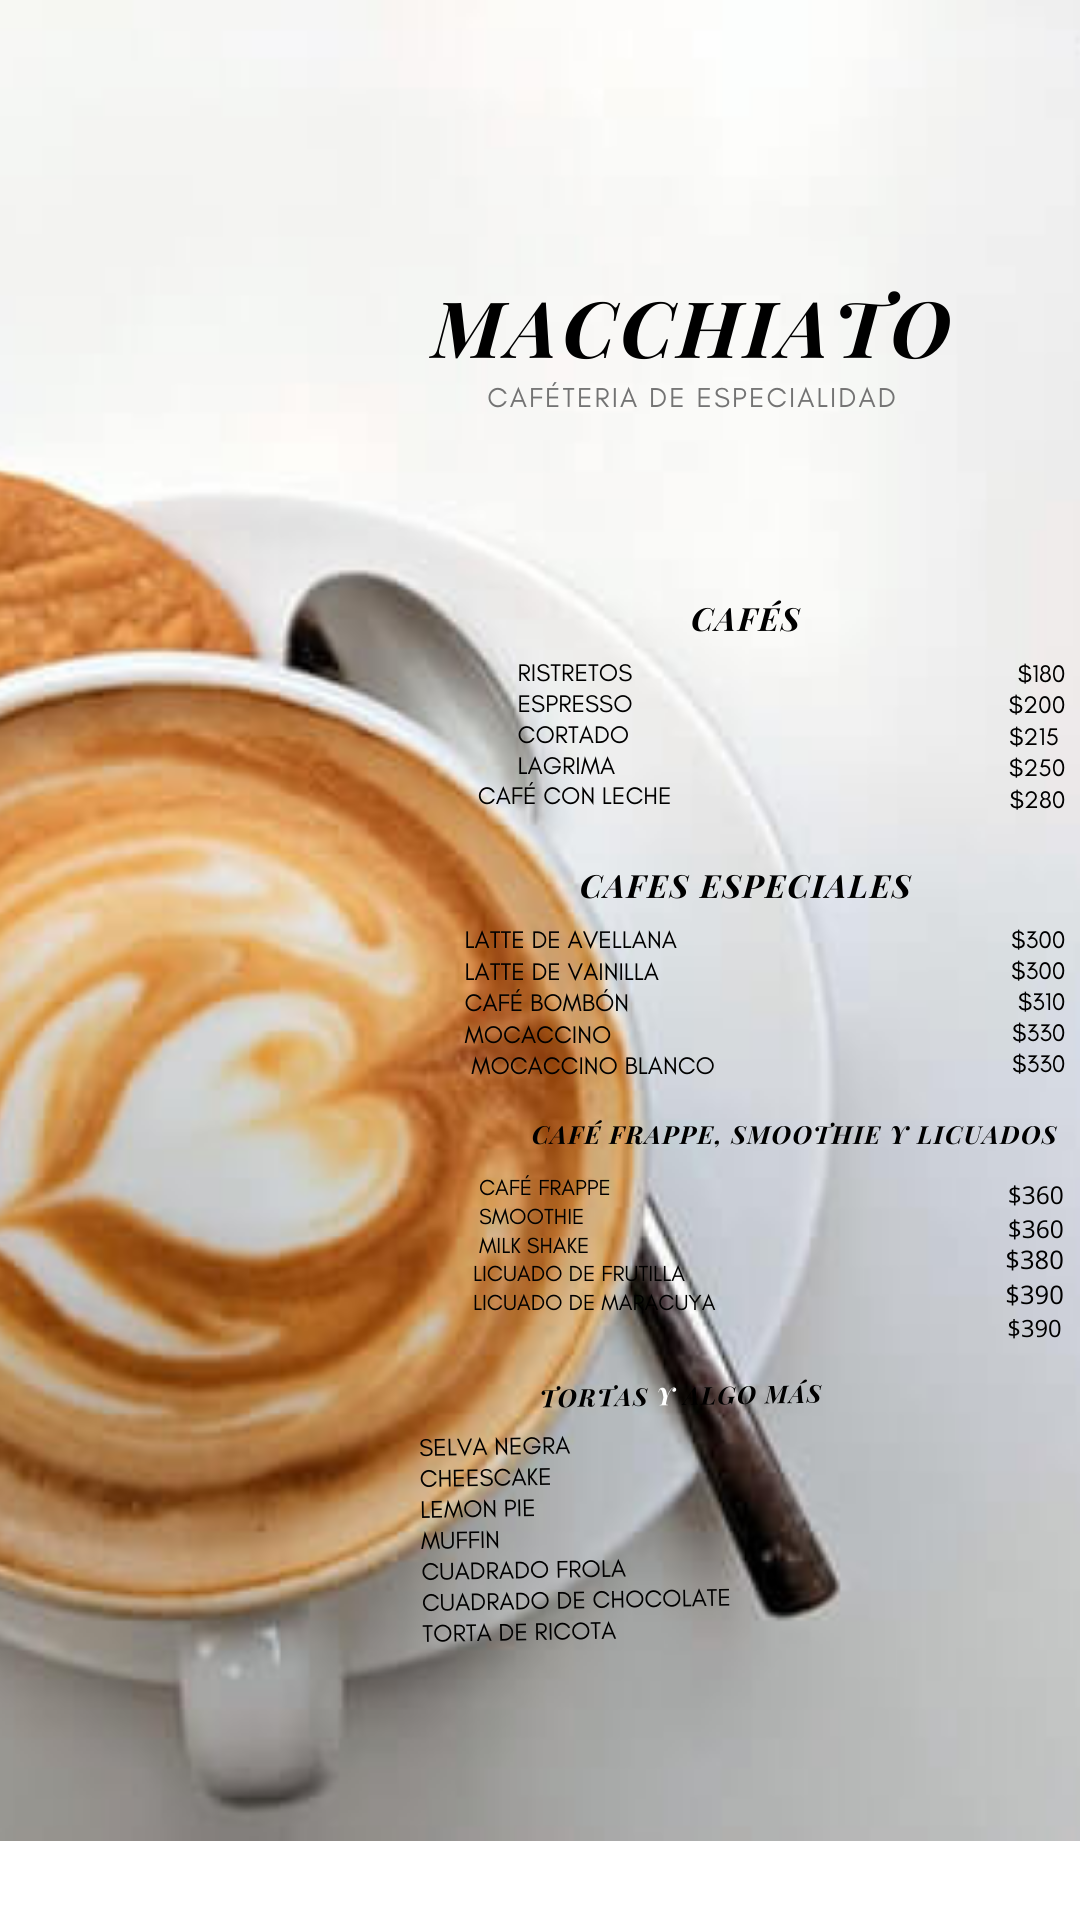 MACCHIATO
CAFÉTERIA DE ESPECIALIDAD
CAFÉS
RISTRETOS $180
ESPRESSO $200
CORTADO $215
LAGRIMA $250
CAFÉ CON LECHE $280
CAFES ESPECIALES
LATTE DE AVELLANA $300
LATTE DE VAINILLA $300
CAFÉ BOMBÓN $310
MOCACCINO $330
MOCACCINO BLANCO $330
CAFÉ FRAPPE, SMOOTHIE Y LICUADOS
CAFÉ FRAPPE $360
SMOOTHIE $360
MILK SHAKE $380
LICUADO DE FRUTILLA $390
LICUADO DE MARACUYA $390
TORTAS Y ALGO MÁS
SELVA NEGRA
CHEESCAKE
LEMON PIE
MUFFIN
CUADRADO FROLA
CUADRADO DE CHOCOLATE
TORTA DE RICOTA